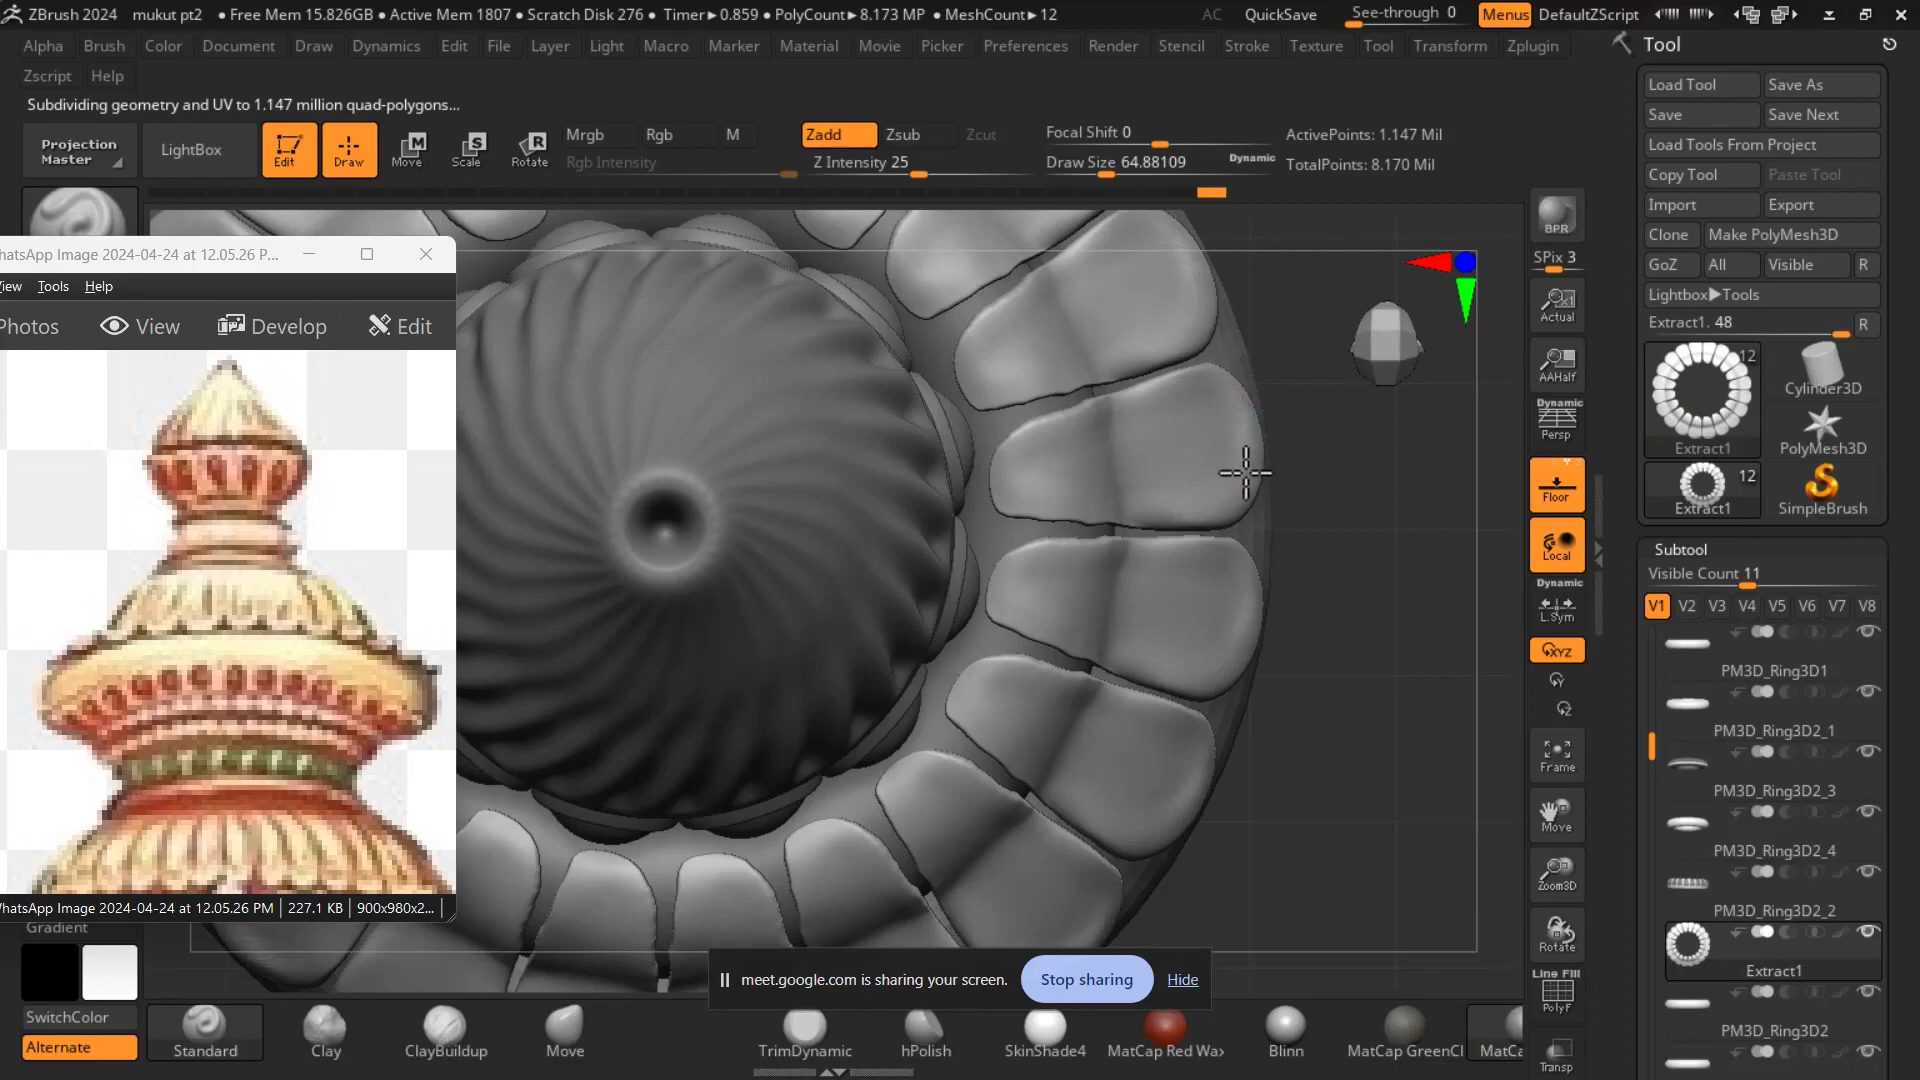 ZBrush 2024 mukut pt2 • Free Mem 15.826GB • Active Mem 1807 • Scratch Disk 276 • Timer▶0.859 • PolyCount▶8.173 MP • MeshCount▶12 AC QuickSave See-through 0 Menus DefaultZScript
Alpha Brush Color Document Draw Dynamics Edit File Layer Light Macro Marker Material Movie Picker Preferences Render Stencil Stroke Texture Tool Transform Zplugin
Zscript Help
Subdividing geometry and UV to 1.147 million quad-polygons...
Projection Master
LightBox
Edit
Draw
Move
Scale
Rotate
Mrgb Rgb M
Rgb Intensity
Zadd Zsub Zcut
Z Intensity 25
Focal Shift 0
Draw Size 64.88109 Dynamic
ActivePoints: 1.147 Mil
TotalPoints: 8.170 Mil
hatsApp Image 2024-04-24 at 12.05.26 P...
iew Tools Help
Photos View Develop Edit
hatsApp Image 2024-04-24 at 12.05.26 PM 227.1 KB 900x980x2...
Gradient
SwitchColor
Alternate
Standard
Clay
ClayBuildup
Move
TrimDynamic
hPolish
SkinShade4
MatCap Red Wax
Blinn
MatCap GreenCl
MatCa
meet.google.com is sharing your screen. Stop sharing Hide
BPR
SPix 3
Actual
AAHalf
Dynamic
Persp
Floor
Local
Dynamic
L.Sym
XYZ
Y
Z
Frame
Move
Zoom3D
Rotate
Line Fill
PolyF
Transp
Tool
Load Tool Save As
Save Save Next
Load Tools From Project
Copy Tool Paste Tool
Import Export
Clone Make PolyMesh3D
GoZ All Visible R
Lightbox▶Tools
Extract1. 48 R
12
Extract1
Cylinder3D
PolyMesh3D
12
Extract1
SimpleBrush
Subtool
Visible Count 11
V1 V2 V3 V4 V5 V6 V7 V8
PM3D_Ring3D1
PM3D_Ring3D2_1
PM3D_Ring3D2_3
PM3D_Ring3D2_4
PM3D_Ring3D2_2
Extract1
PM3D_Ring3D2